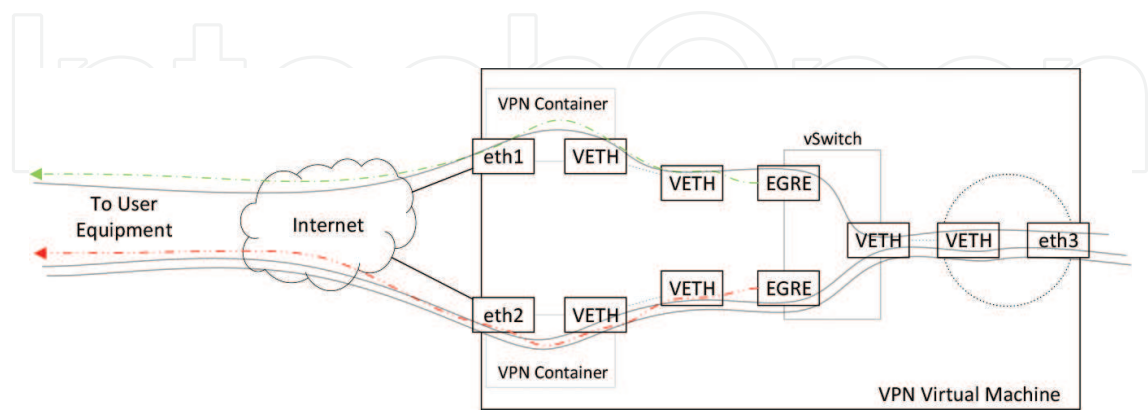 IntechOpen
VPN Container
vSwitch
eth1
VETH
VETH
EGRE
To User
Equipment
Internet
VETH
VETH
eth3
VETH
EGRE
eth2
VETH
VPN Container
VPN Virtual Machine